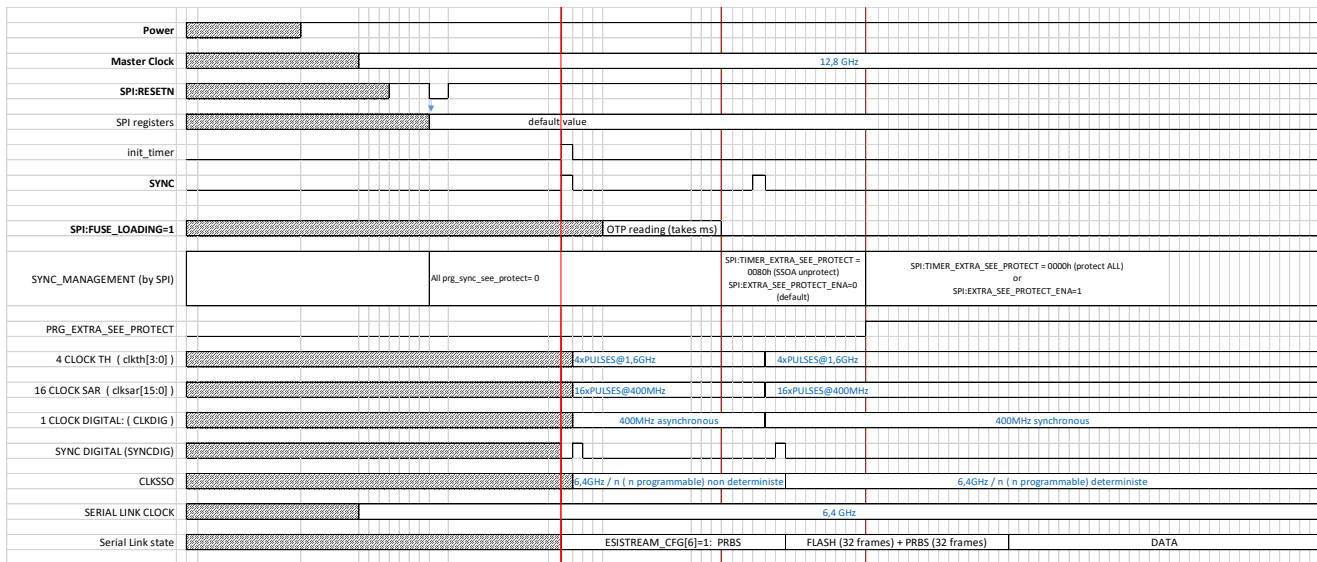 Power
Master Clock
12,8 GHz
SPI:RESETN
SPI registers
default value
init_timer
SYNC
SPI:FUSE_LOADING=1
OTP reading (takes ms)
SYNC_MANAGEMENT (by SPI)
All prg_sync_see_protect= 0
SPI:TIMER_EXTRA_SEE_PROTECT =
0080h (SSOA unprotect)
SPI:EXTRA_SEE_PROTECT_ENA=0
(default)
SPI:TIMER_EXTRA_SEE_PROTECT = 0000h (protect ALL)
or
SPI:EXTRA_SEE_PROTECT_ENA=1
PRG_EXTRA_SEE_PROTECT
4 CLOCK TH ( clkth[3:0] )
4xPULSES@1,6GHz
4xPULSES@1,6GHz
16 CLOCK SAR ( clksar[15:0] )
16xPULSES@400MHz
16xPULSES@400MHz
1 CLOCK DIGITAL: ( CLKDIG )
400MHz asynchronous
400MHz synchronous
SYNC DIGITAL (SYNCDIG)
CLKSSO
6,4GHz / n ( n programmable) non deterministe
6,4GHz / n ( n programmable) deterministe
SERIAL LINK CLOCK
6,4 GHz
Serial Link state
ESISTREAM_CFG[6]=1: PRBS
FLASH (32 frames) + PRBS (32 frames)
DATA